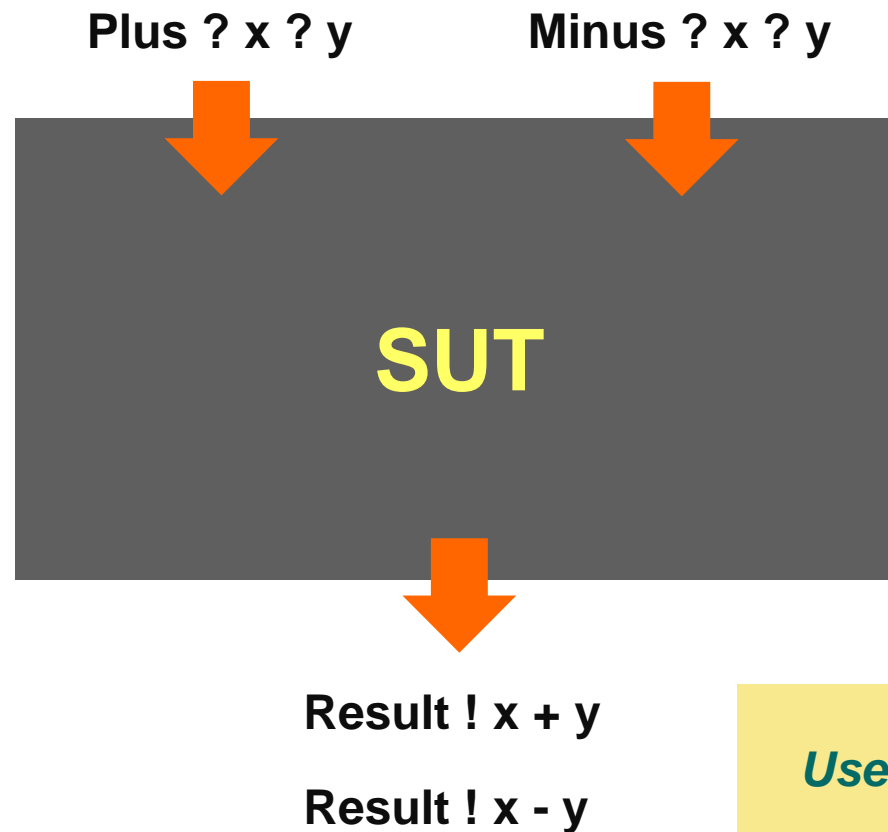 Plus ? x ? y
Minus ? x ? y
SUT
Result ! x + y
Result ! x - y
Use